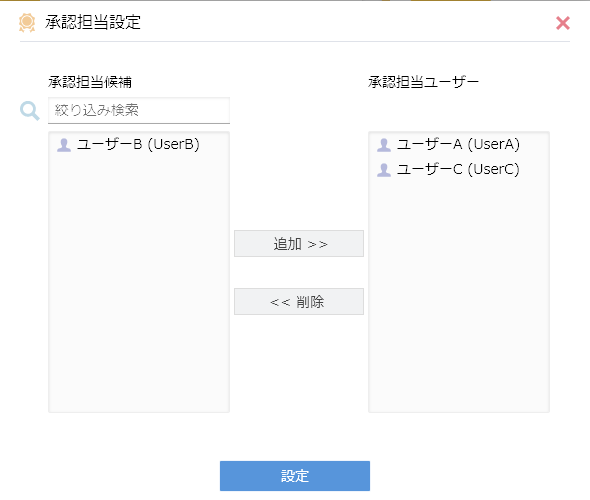 承認担当設定
承認担当候補
絞り込み検索
ユーザーB (UserB)
承認担当ユーザー
ユーザーA (UserA)
ユーザーC (UserC)
追加 >>
<< 削除
設定